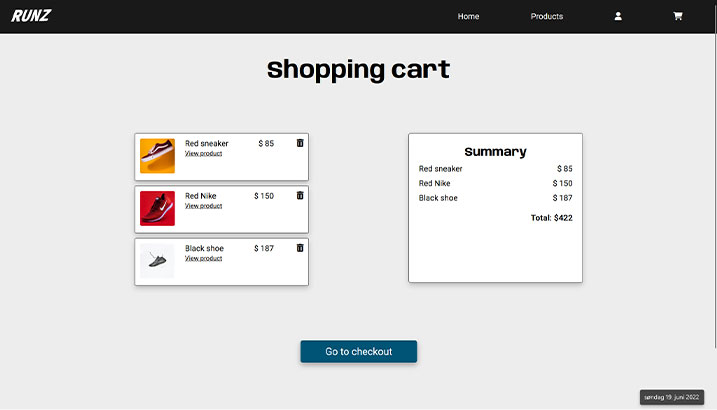 RUNZ
Home Products
Shopping cart
Red sneaker $ 85
View product
Red Nike $ 150
View product
Black shoe $ 187
View product
Summary
Red sneaker $ 85
Red Nike $ 150
Black shoe $ 187
Total: $422
Go to checkout
søndag 19. juni 2022